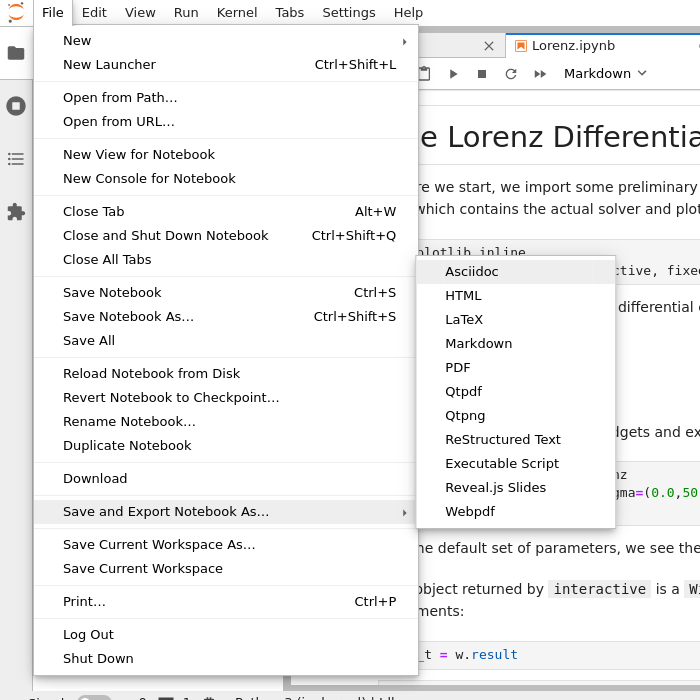 File Edit View Run Kernel Tabs Settings Help
New
New Launcher Ctrl+Shift+L
Open from Path…
Open from URL…
New View for Notebook
New Console for Notebook
Close Tab Alt+W
Close and Shut Down Notebook Ctrl+Shift+Q
Close All Tabs
Save Notebook Ctrl+S
Save Notebook As… Ctrl+Shift+S
Save All
Reload Notebook from Disk
Revert Notebook to Checkpoint…
Rename Notebook…
Duplicate Notebook
Download
Save and Export Notebook As…
Save Current Workspace As…
Save Current Workspace
Print… Ctrl+P
Log Out
Shut Down
Asciidoc
HTML
LaTeX
Markdown
PDF
Qtpdf
Qtpng
ReStructured Text
Executable Script
Reveal.js Slides
Webpdf
Lorenz.ipynb
Markdown
e Lorenz Differentia
re we start, we import some preliminary
which contains the actual solver and plot
plotlib inline
ctive, fixe
differential
dgets and ex
nz
gma=(0.0,50
he default set of parameters, we see the
object returned by interactive is a W
ments:
_t = w.result